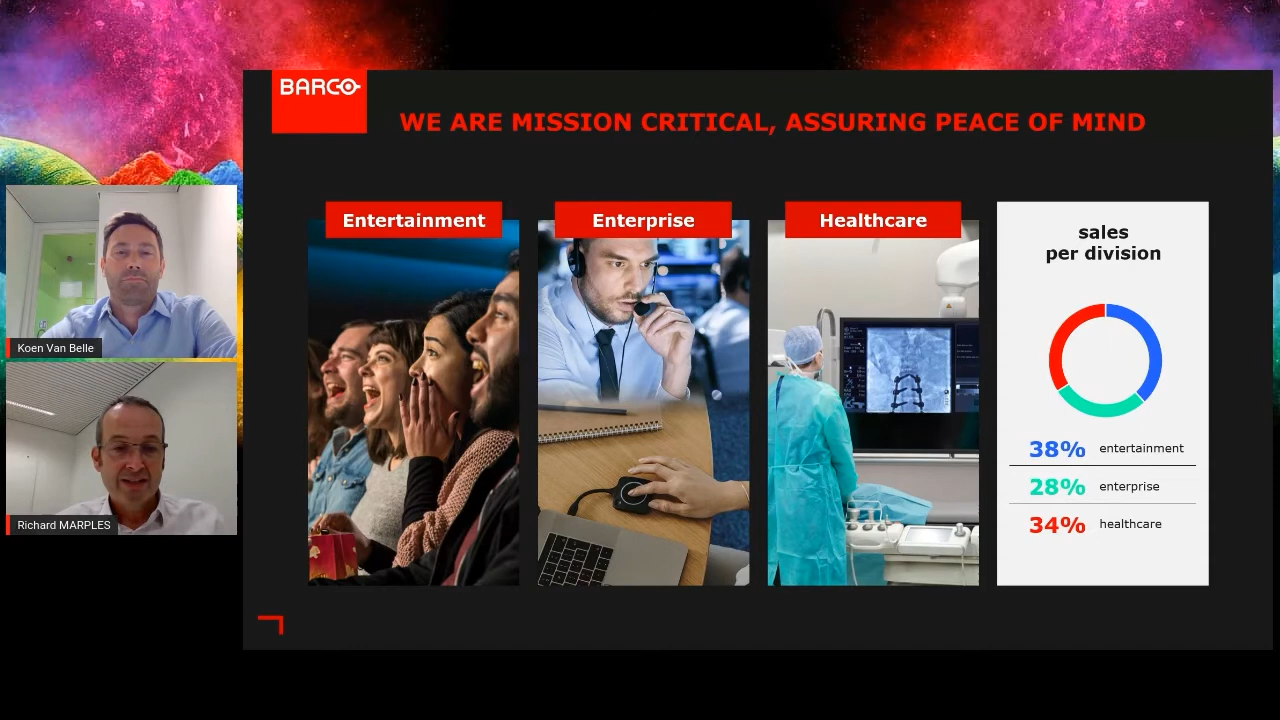 BARCO
WE ARE MISSION CRITICAL, ASSURING PEACE OF MIND
Entertainment
Enterprise
Healthcare
sales
per division
38% entertainment
28% enterprise
34% healthcare
Koen Van Belle
Richard MARPLES